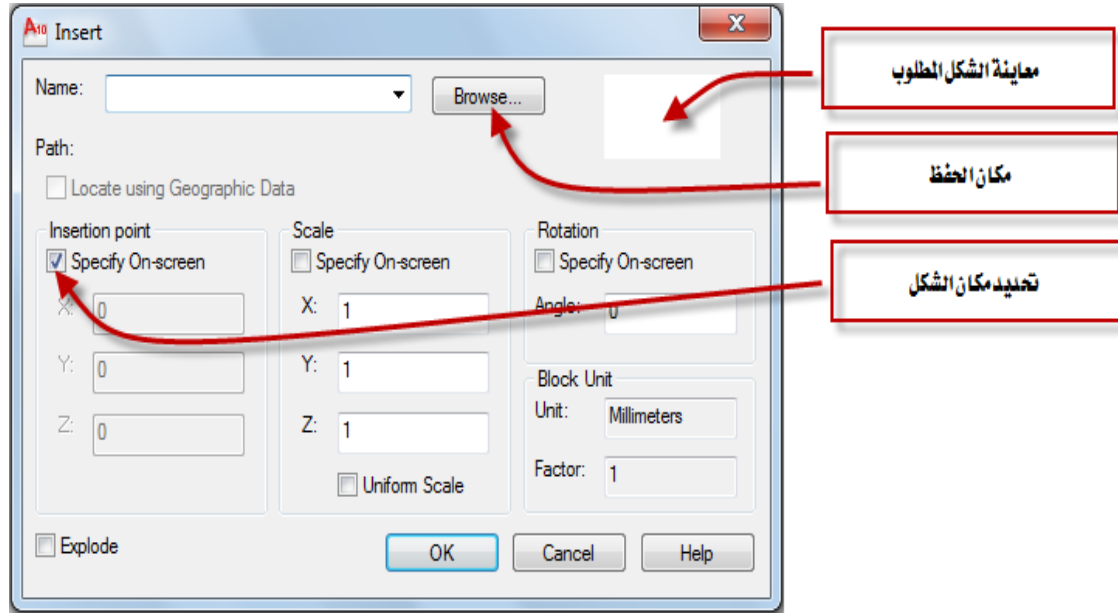 A10 Insert
Name:
Browse...
معاينة الشكل المطلوب
Path:
مكان الحفظ
Locate using Geographic Data
Insertion point
Scale
Rotation
Specify On-screen
Specify On-screen
Specify On-screen
تحديد مكان الشكل
X: 0
X: 1
Angle: 0
Y: 0
Y: 1
Block Unit
Unit: Millimeters
Z: 0
Z: 1
Factor: 1
Uniform Scale
Explode
OK
Cancel
Help